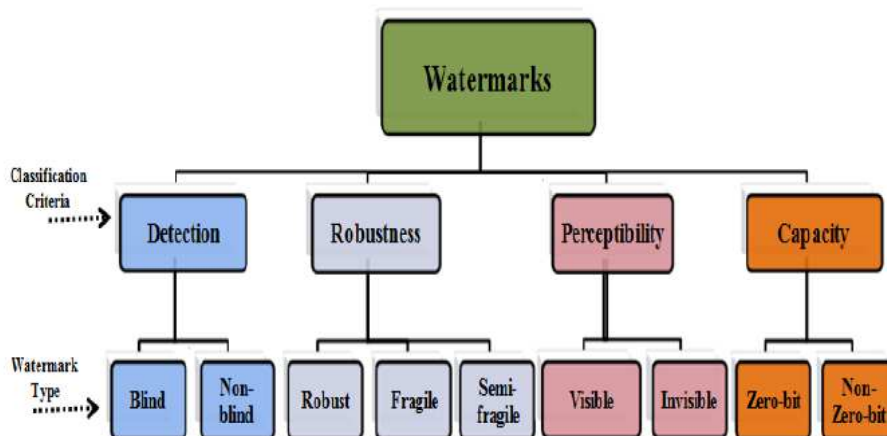 Watermarks
Classification
Criteria
Detection
Robustness
Perceptibility
Capacity
Watermark
Type
Blind
Non-
blind
Robust
Fragile
Semi-
fragile
Visible
Invisible
Zero-bit
Non-
Zero-bit